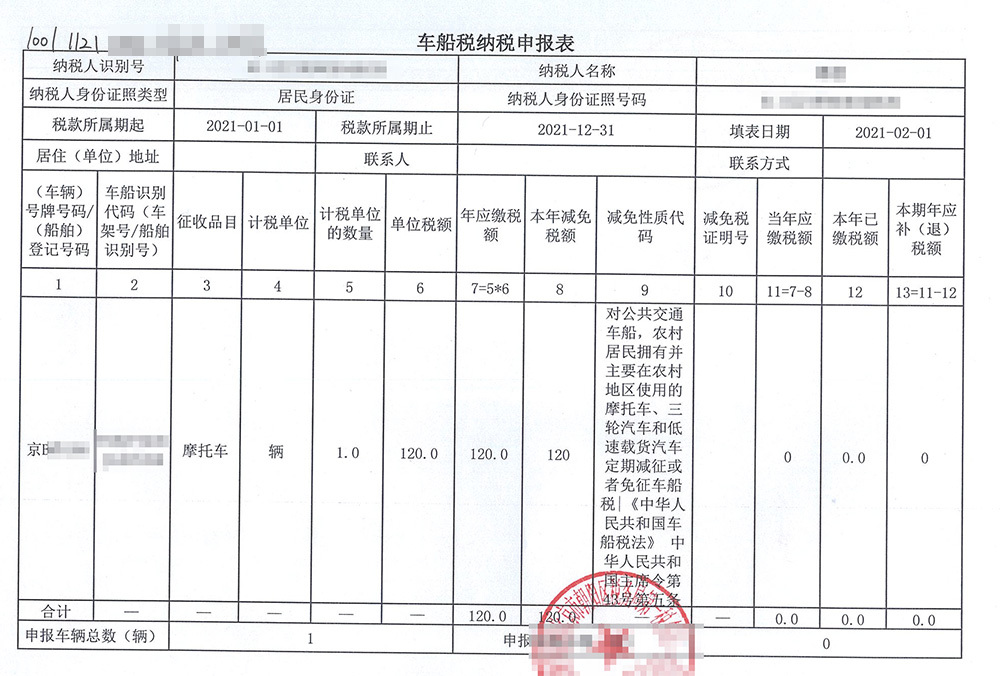 1001 1121
车船税纳税申报表
纳税人识别号 纳税人名称
纳税人身份证照类型 居民身份证 纳税人身份证照号码
税款所属期起 2021-01-01 税款所属期止 2021-12-31 填表日期 2021-02-01
居住（单位）地址 联系人 联系方式
（车辆）
号牌号码/
（船舶）
登记号码
车船识别
代码（车
架号/船舶
识别号）
征收品目
计税单位
计税单位
的数量
单位税额
年应缴税
额
本年减免
税额
减免性质代
码
减免税
证明号
当年应
缴税额
本年已
缴税额
本期年应
补（退）
税额
1 2 3 4 5 6 7=5*6 8 9 10 11=7-8 12 13=11-12
京B
摩托车
辆
1.0
120.0
120.0
120
对公共交通
车船，农村
居民拥有并
主要在农村
地区使用的
摩托车、三
轮汽车和低
速载货汽车
定期减征或
者免征车船
税|《中华人
民共和国车
船税法》 中
华人民共和
国主席令第
43号第五条
0
0.0
0
合计 — — — — — 120.0 120.0 — — 0.0 0.0 0.0
申报车辆总数（辆） 1 申报 0